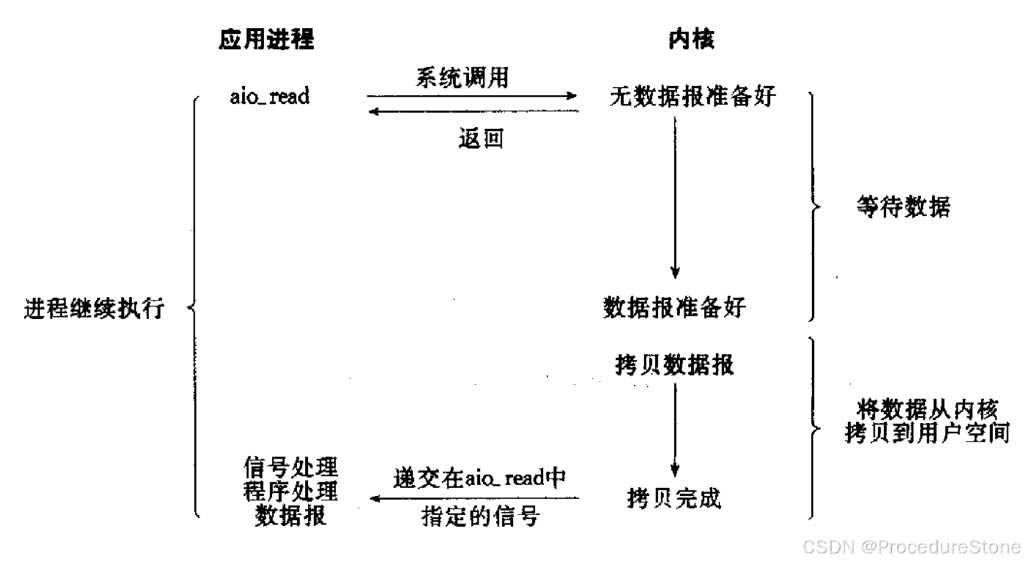 应用进程
内核
aio_read
系统调用
无数据报准备好
返回
等待数据
进程继续执行
数据报准备好
拷贝数据报
将数据从内核
拷贝到用户空间
信号处理
程序处理
数据报
递交在aio_read中
指定的信号
拷贝完成
CSDN @ProcedureStone